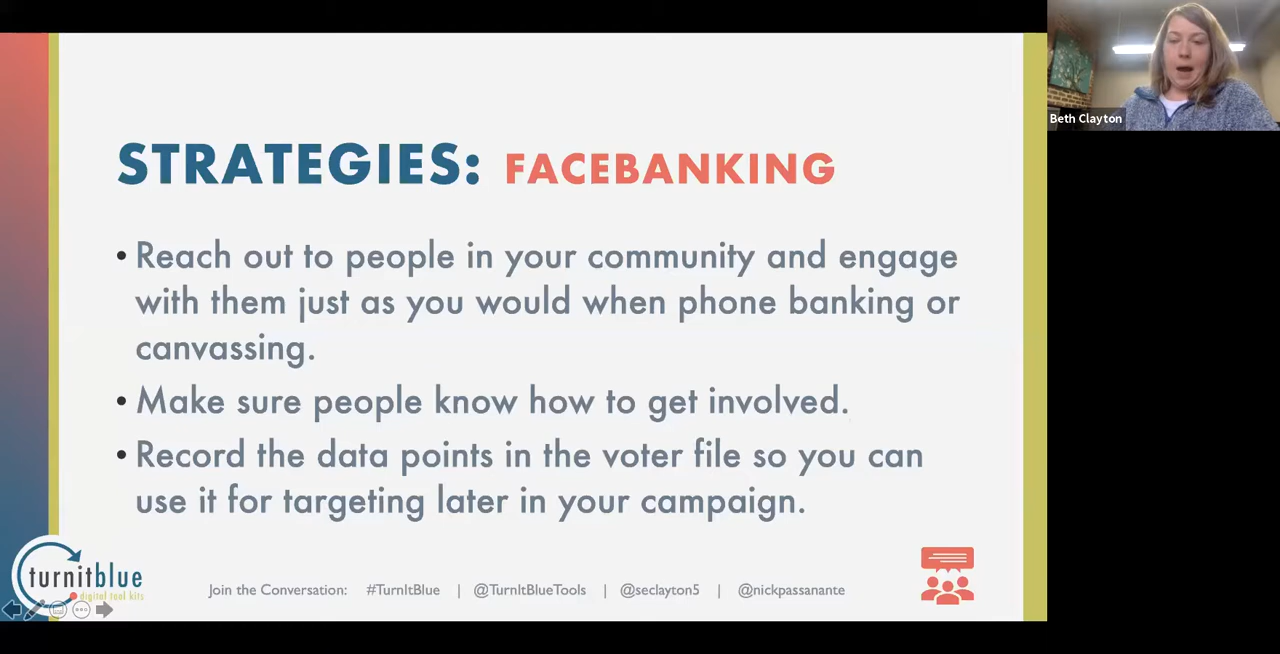 Beth Clayton
STRATEGIES: FACEBANKING
• Reach out to people in your community and engage
with them just as you would when phone banking or
canvassing.
• Make sure people know how to get involved.
• Record the data points in the voter file so you can
use it for targeting later in your campaign.
turnitblue
digital tool kits
Join the Conversation: #TurnItBlue | @TurnItBlueTools | @seclayton5 | @nickpassanante